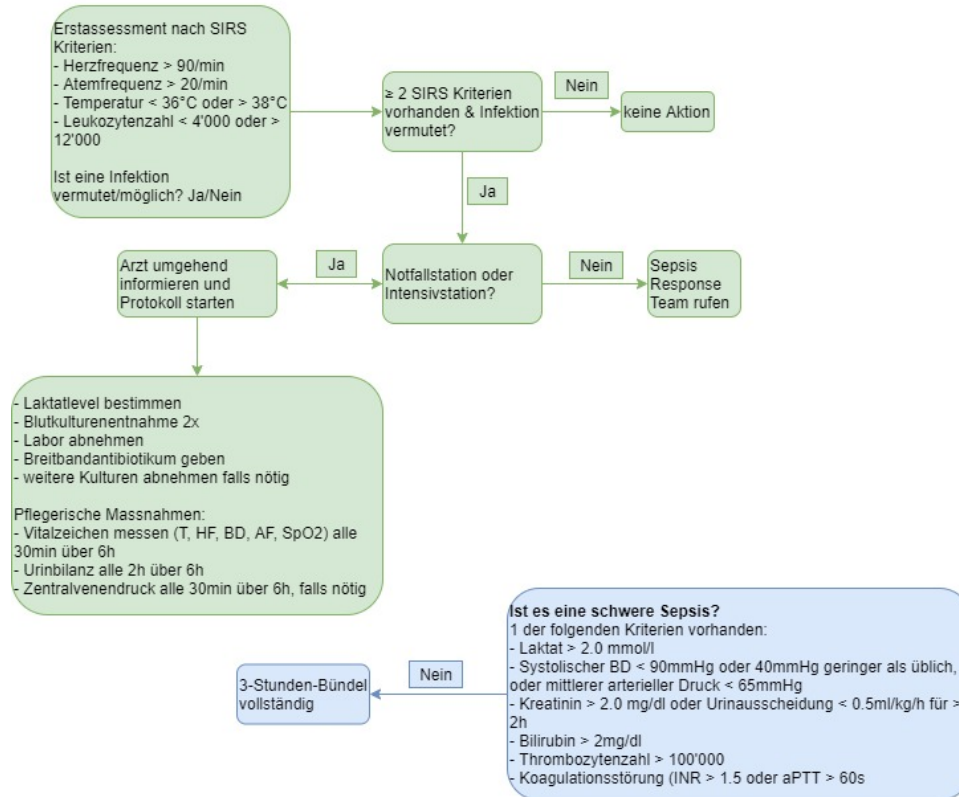 Erstassessment nach SIRS
Kriterien:
- Herzfrequenz > 90/min
- Atemfrequenz > 20/min
- Temperatur < 36°C oder > 38°C
- Leukozytenzahl < 4'000 oder >
12'000
Ist eine Infektion
vermutet/möglich? Ja/Nein
≥ 2 SIRS Kriterien
vorhanden & Infektion
vermutet?
Nein
keine Aktion
Ja
Notfallstation oder
Intensivstation?
Nein
Sepsis
Response
Team rufen
Ja
Arzt umgehend
informieren und
Protokoll starten
- Laktatlevel bestimmen
- Blutkulturenentnahme 2x
- Labor abnehmen
- Breitbandantibiotikum geben
- weitere Kulturen abnehmen falls nötig
Pflegerische Massnahmen:
- Vitalzeichen messen (T, HF, BD, AF, SpO2) alle
30min über 6h
- Urinbilanz alle 2h über 6h
- Zentralvenendruck alle 30min über 6h, falls nötig
Ist es eine schwere Sepsis?
1 der folgenden Kriterien vorhanden:
- Laktat > 2.0 mmol/l
- Systolischer BD < 90mmHg oder 40mmHg geringer als üblich,
oder mittlerer arterieller Druck < 65mmHg
- Kreatinin > 2.0 mg/dl oder Urinausscheidung < 0.5ml/kg/h für >
2h
- Bilirubin > 2mg/dl
- Thrombozytenzahl > 100'000
- Koagulationsstörung (INR > 1.5 oder aPTT > 60s
Nein
3-Stunden-Bündel
vollständig